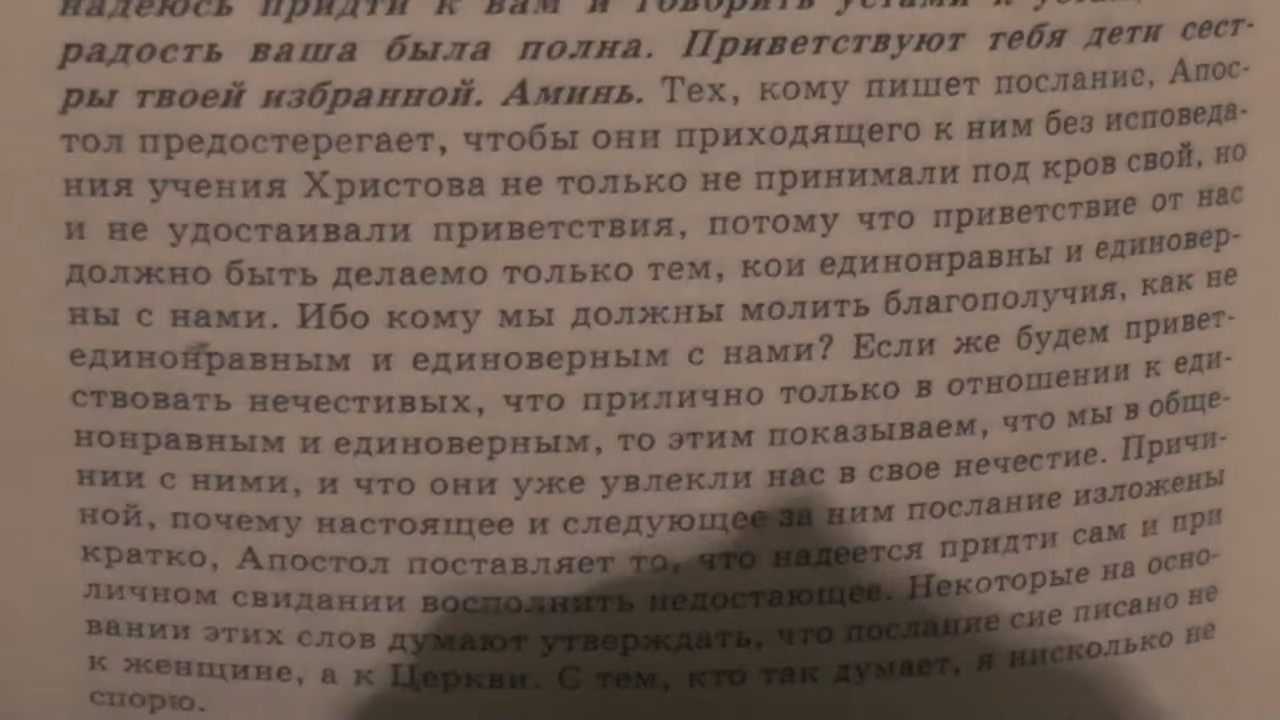 надеюсь придти к вам и говорить устами к
радость ваша была полна. Приветствуют тебя дети сест-
ры твоей избранной. Аминь. Тех, кому пишет послание, Апос-
тол предостерегает, чтобы они приходящего к ним без исповеда-
ния учения Христова не только не принимали под кров свой, но
и не удостаивали приветствия, потому что приветствие от нас
должно быть делаемо только тем, кои единонравны и единовер-
ны с нами. Ибо кому мы должны молить благополучия, как не
единонравным и единоверным с нами? Если же будем привет-
ствовать нечестивых, что прилично только в отношении к еди-
нонравным и единоверным, то этим показываем, что мы в обще-
нии с ними, и что они уже увлекли нас в свое нечестие. Причи-
ной, почему настоящее и следующее за ним послание изложены
кратко, Апостол поставляет то, что надеется придти сам и при
личном свидании восполнить недостающее. Некоторые на осно-
вании этих слов думают утверждать, что послание сие писано не
к женщине, а к Церкви. С тем, кто так думает, я нисколько не
спорю.